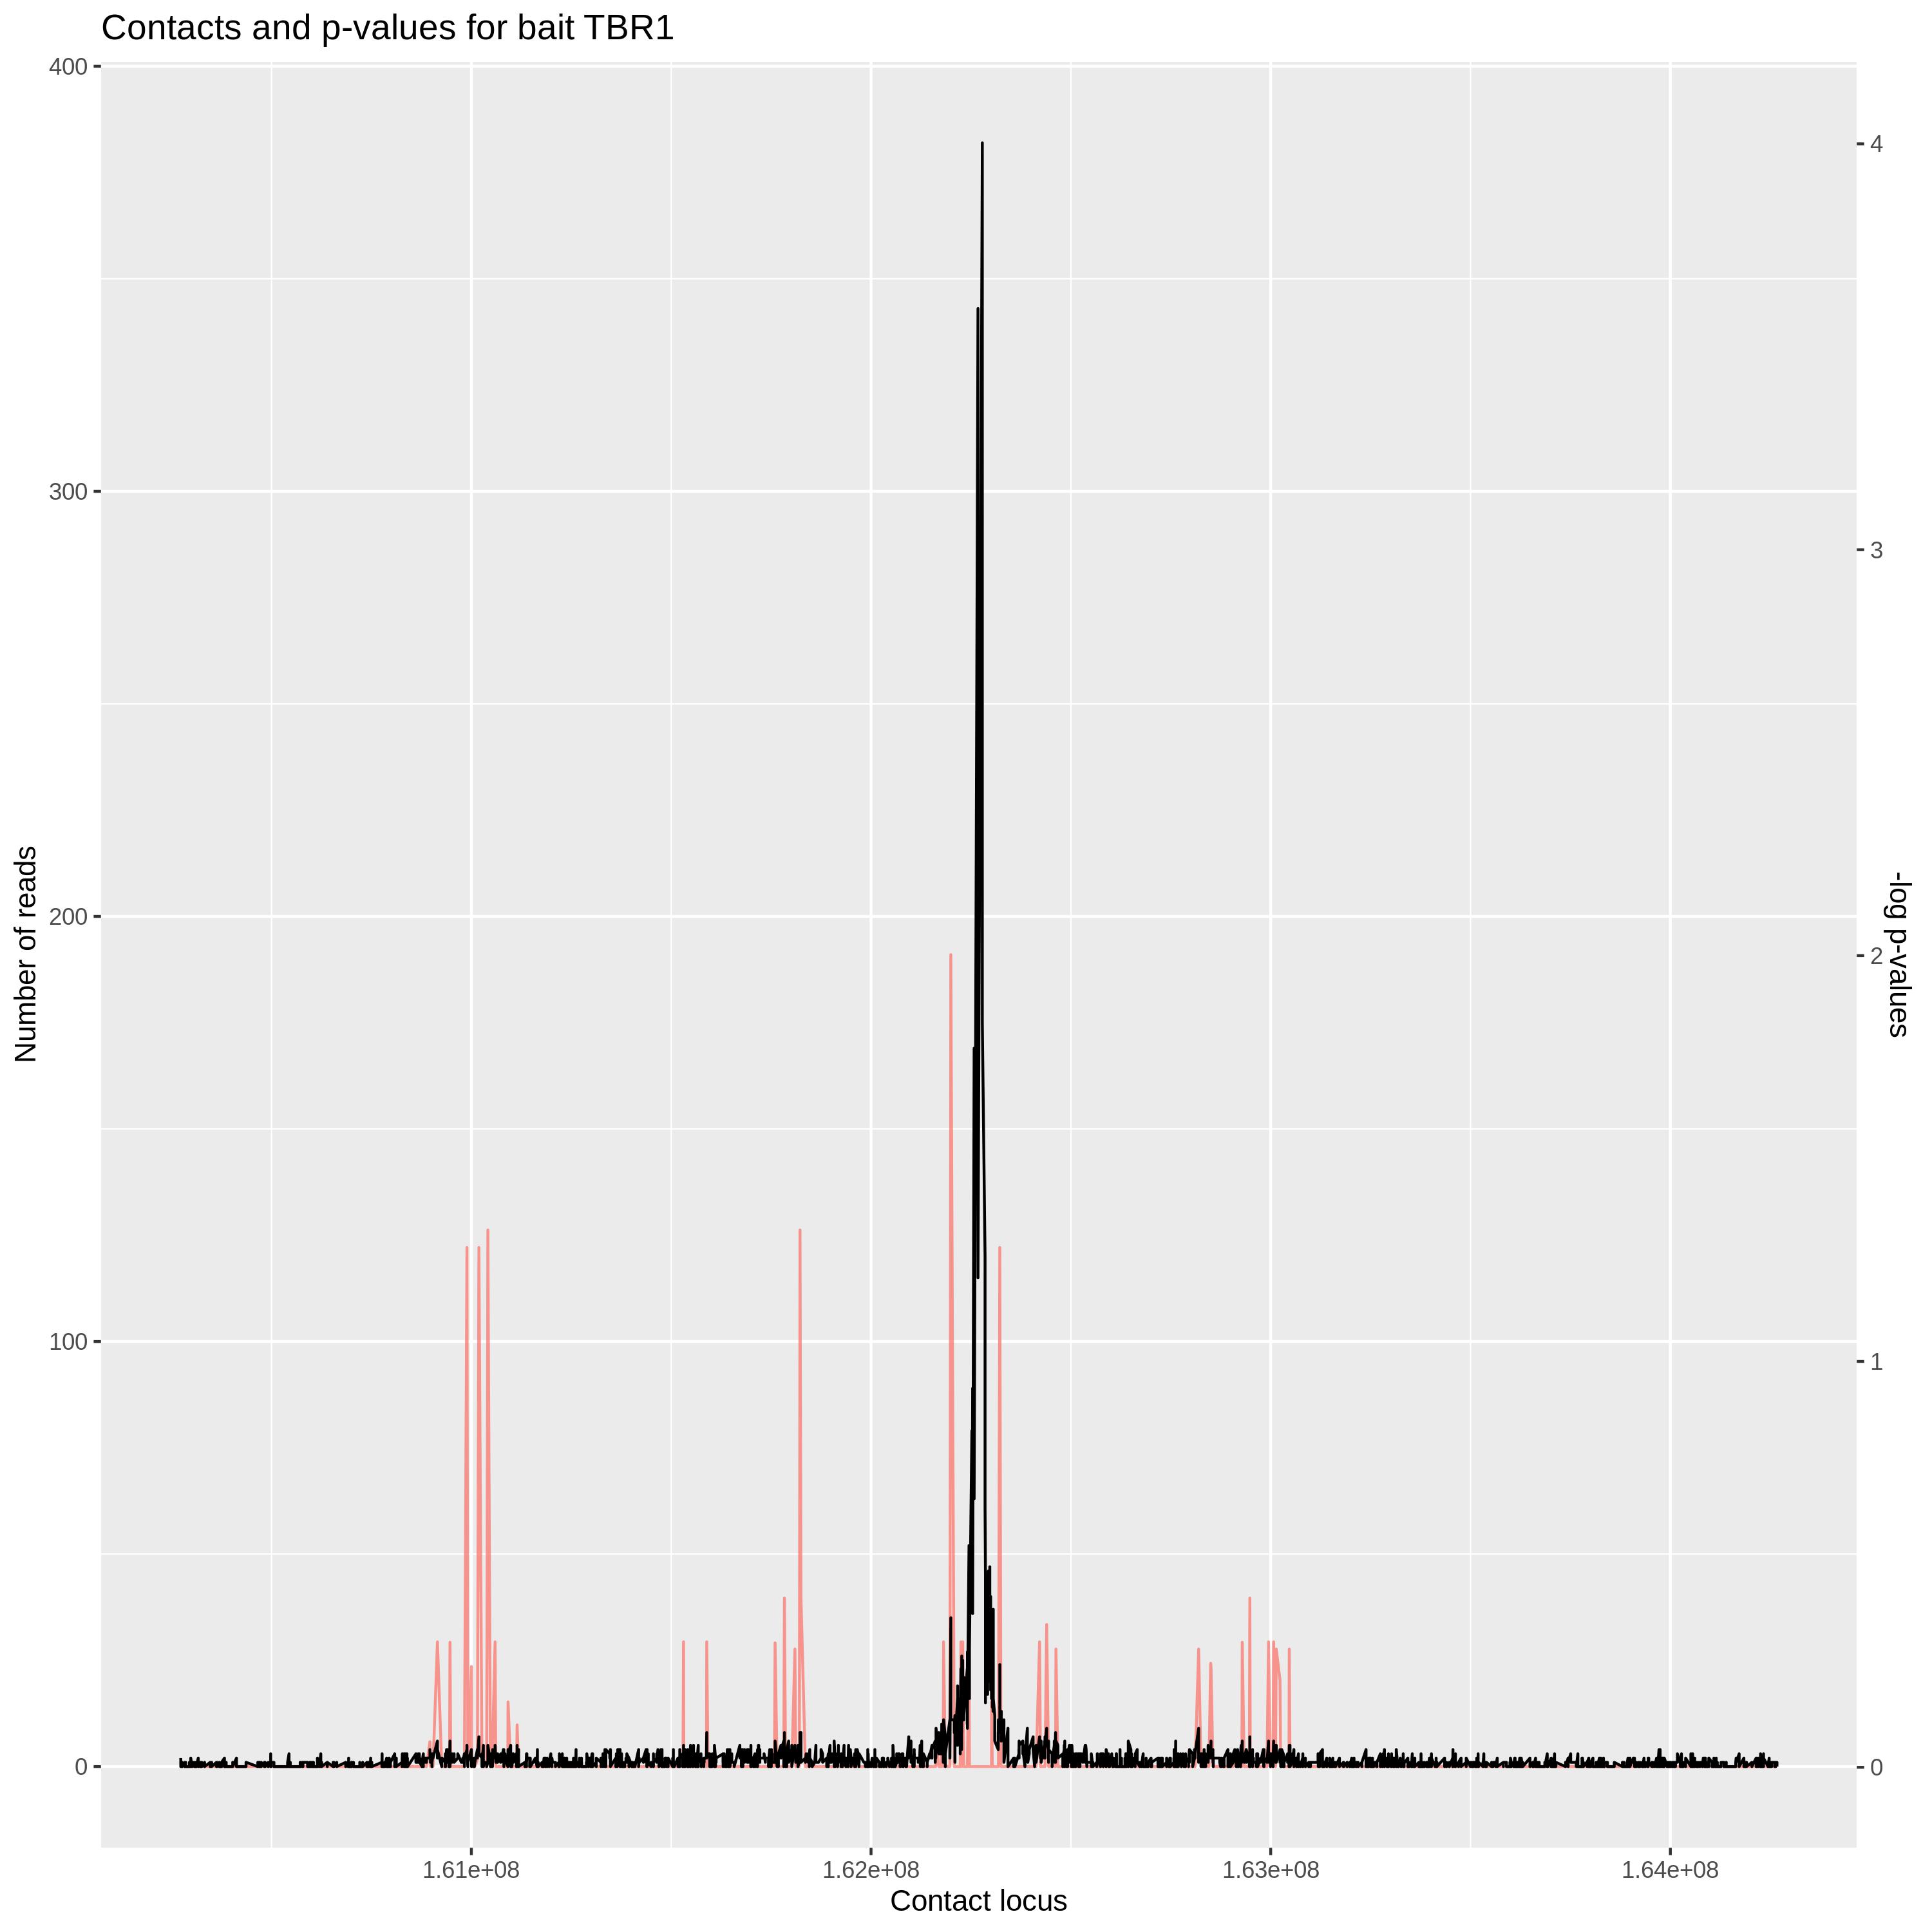 Contacts and p-values for bait TBR1
400
300
200
100
0
Number of reads
4
3
2
1
0
-log p-values
1.61e+08
1.62e+08
1.63e+08
1.64e+08
Contact locus